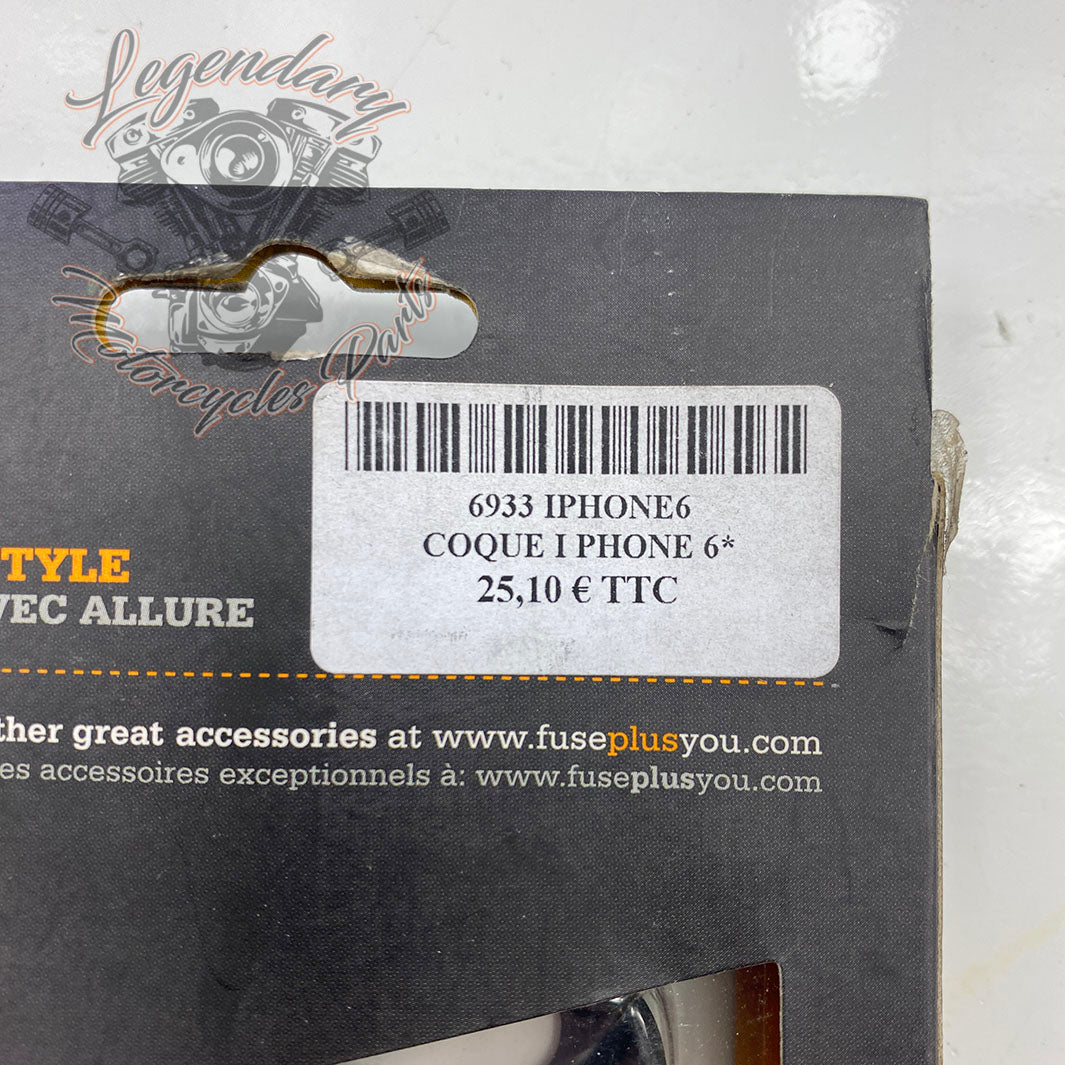 Legendary
Motorcycles Parts
6933 IPHONE6
COQUE I PHONE 6*
25,10 € TTC
TYLE
VEC ALLURE
ther great accessories at www.fuseplusyou.com
es accessoires exceptionnels à: www.fuseplusyou.com